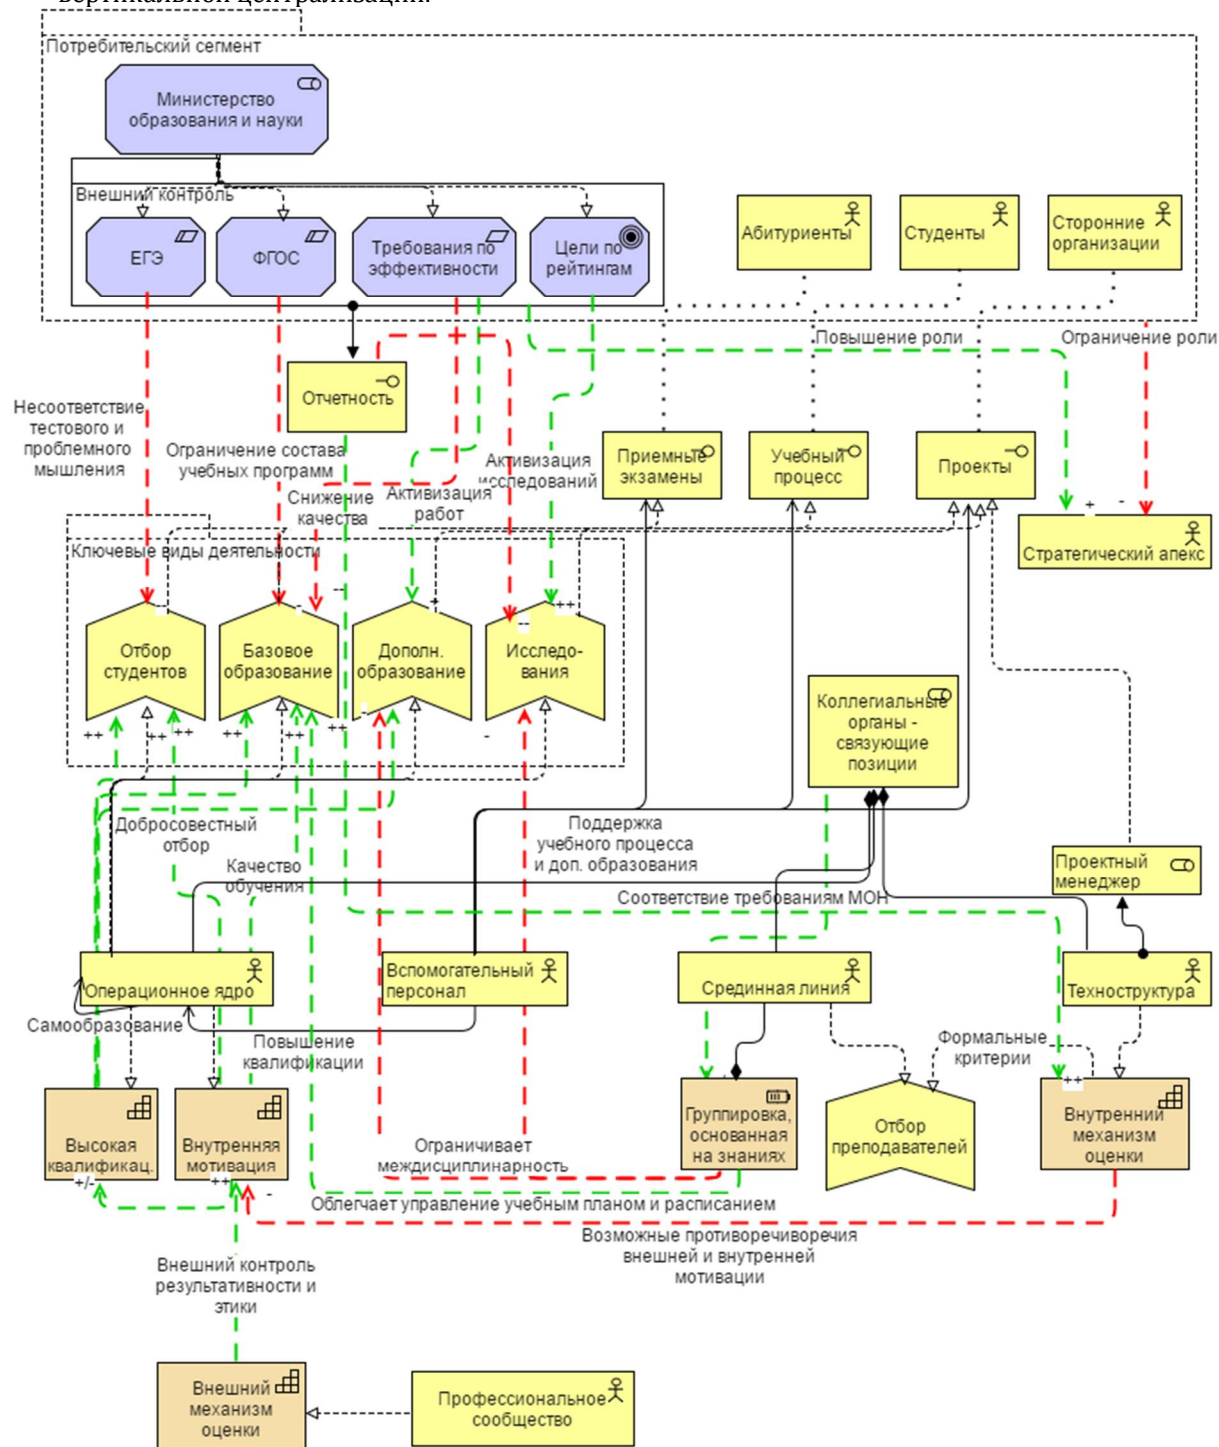 вертикальной централизации.
Потребительский сегмент
Министерство
образования и науки
Внешний контроль
ЕГЭ
ФГОС
Требования по
эффективности
Цели по
рейтингам
Абитуриенты
Студенты
Сторонние
организации
Повышение роли
Ограничение роли
Отчетность
Несоответствие
тестового и
проблемного
мышления
Ограничение состава
учебных программ
Снижение
качества
Активизация
работ
Активизация
исследований
Приемные
экзамены
Учебный
процесс
Проекты
+
-
Стратегический апекс
Ключевые виды деятельности
--
--
-
+
++
--
Отбор
студентов
Базовое
образование
Дополн.
образование
Исследо-
вания
Коллегиальные
органы -
связующие
позиции
++
++
++
++
++
++
-
-
Добросовестный
отбор
Качество
обучения
Поддержка
учебного процесса
и доп. образования
Соответствие требованиям МОН
Проектный
менеджер
Операционное ядро
Вспомогательный
персонал
Срединная линия
Техноструктура
Самообразование
Повышение
квалификации
Формальные
критерии
++
Высокая
квалификац.
+/-
Внутренняя
мотивация
++
-
Ограничивает
междисциплинарность
Группировка,
основанная
на знаниях
Отбор
преподавателей
Внутренний
механизм
оценки
Облегчает управление учебным планом и расписанием
Возможные противоречиворечия
внешней и внутренней
мотивации
Внешний контроль
результативности и
этики
Внешний
механизм
оценки
Профессиональное
сообщество